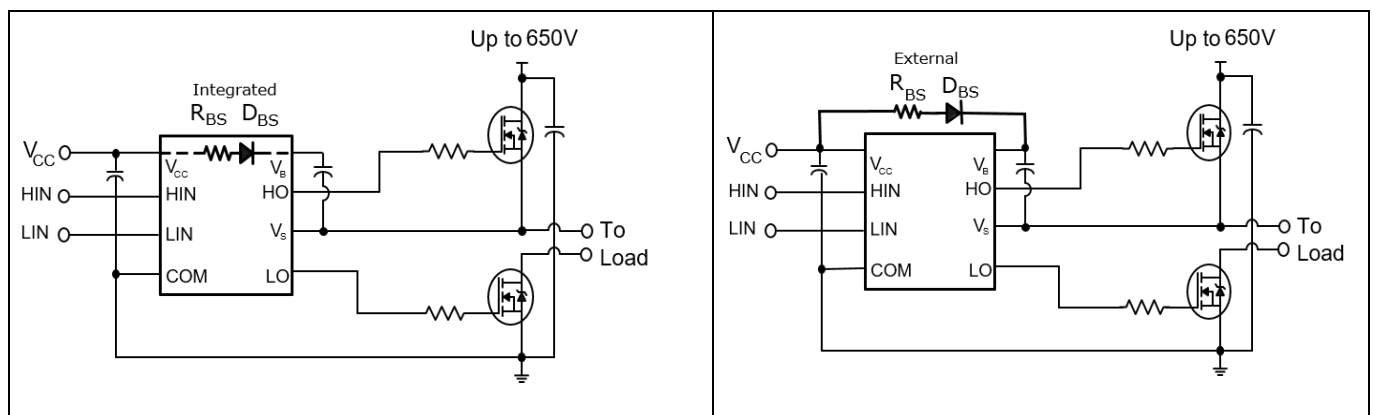 Up to 650V
Integrated
RBS DBS
VCC
VCC
VB
HIN
HIN
HO
LIN
LIN
VS
To
Load
COM
LO
Up to 650V
External
RBS DBS
VCC
VCC
VB
HIN
HIN
HO
LIN
LIN
VS
To
Load
COM
LO